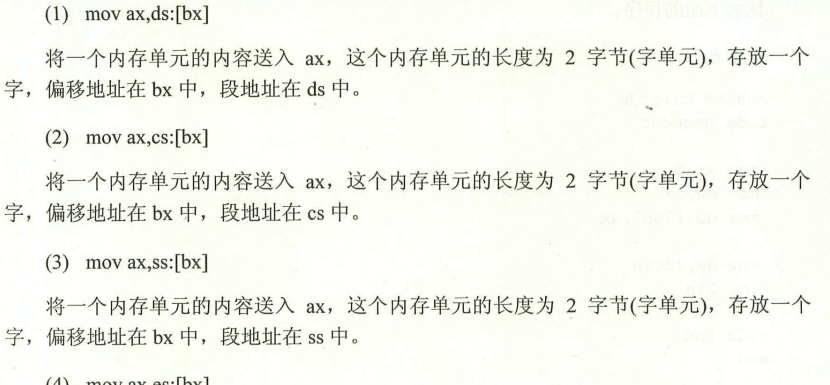 (1) mov ax,ds:[bx]
将一个内存单元的内容送入 ax，这个内存单元的长度为 2 字节(字单元)，存放一个
字，偏移地址在 bx 中，段地址在 ds 中。
(2) mov ax,cs:[bx]
将一个内存单元的内容送入 ax，这个内存单元的长度为 2 字节(字单元)，存放一个
字，偏移地址在 bx 中，段地址在 cs 中。
(3) mov ax,ss:[bx]
将一个内存单元的内容送入 ax，这个内存单元的长度为 2 字节(字单元)，存放一个
字，偏移地址在 bx 中，段地址在 ss 中。
(4) mov ax,es:[bx]